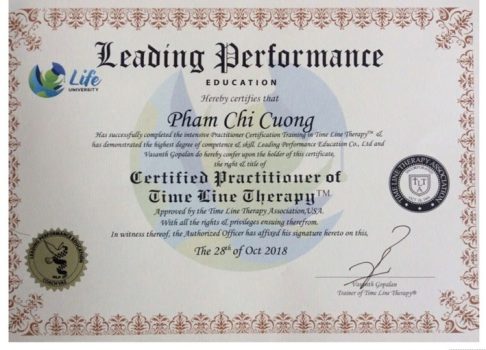 Leading Performance
EDUCATION
Life
UNIVERSITY
Hereby certifies that
Pham Chi Cuong
Has successfully completed the intensive Practitioner Certification Training in Time Line Therapy™ &
has demonstrated the highest degree of competence & skill. Leading Performance Education Co., Ltd and
Vasanth Gopalan do hereby confer upon the holder of this certificate,
the right & title of
Certified Practitioner of
Time Line Therapy™
Approved by the Time Line Therapy Association,USA.
With all the rights & privileges ensuing therefrom.
In witness thereof, the Authorized Officer has affixed his signature hereto on this,
The 28th of Oct 2018
TIME LINE THERAPY ASSOCIATION
TLT
Vasanth Gopalan
Trainer of Time Line Therapy®